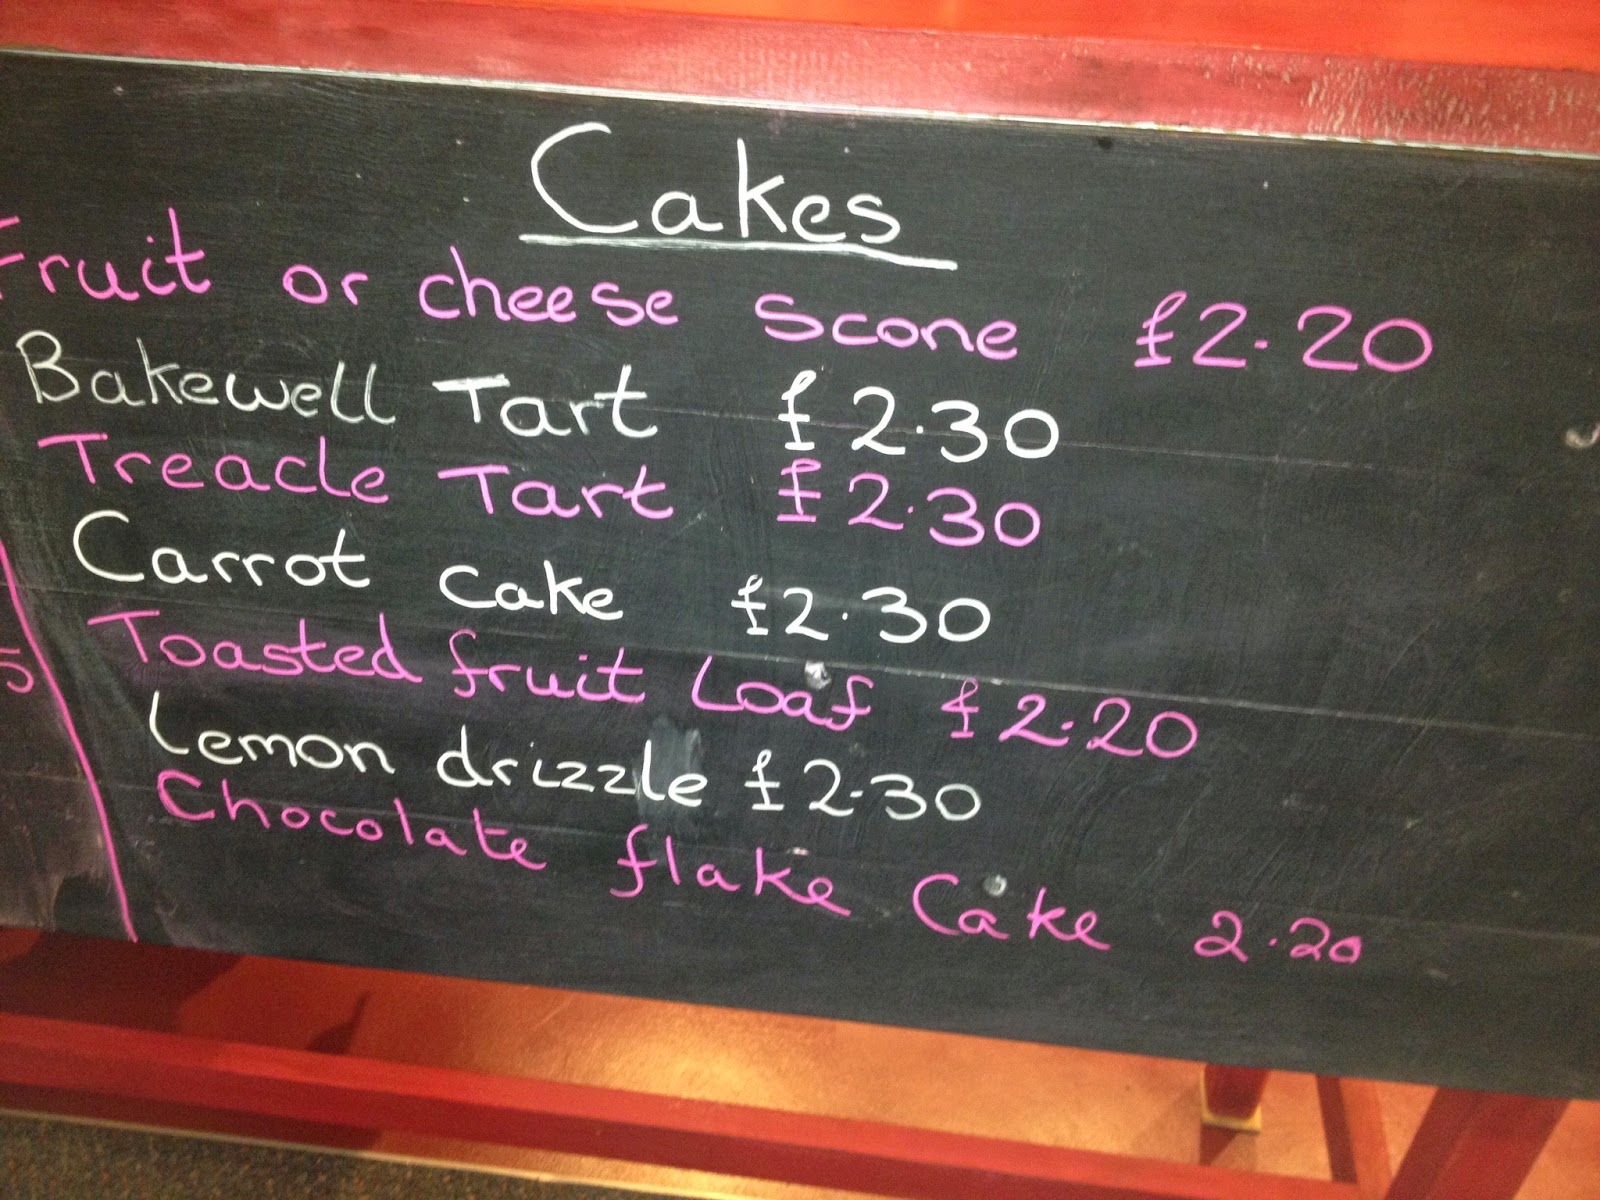 Cakes
Fruit or cheese scone £2.20
Bakewell Tart £2.30
Treacle Tart £2.30
Carrot cake £2.30
Toasted fruit Loaf £2.20
Lemon drizzle £2.30
Chocolate flake Cake 2.20